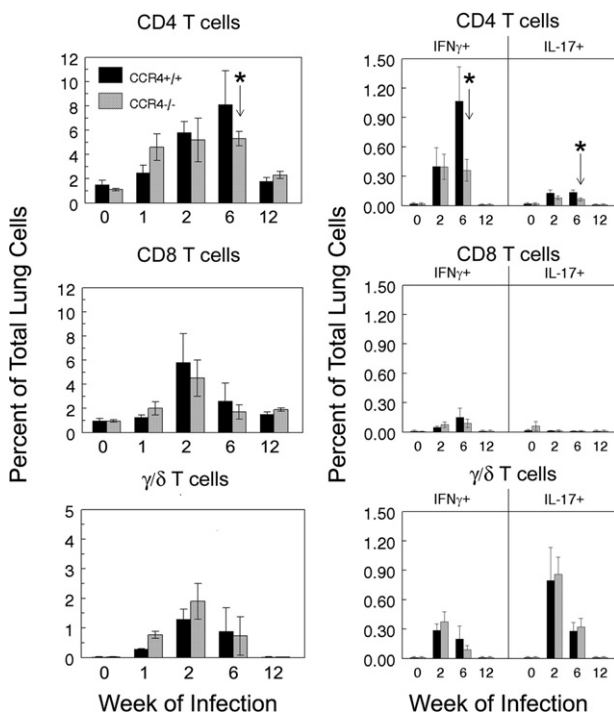 CD4 T cells
CCR4+/+
CCR4-/-
*
12
10
8
6
4
2
0
0 1 2 6 12
CD8 T cells
12
10
8
6
4
2
0
0 1 2 6 12
γ/δ T cells
5
4
3
2
1
0
0 1 2 6 12
Percent of Total Lung Cells
Week of Infection
CD4 T cells
IFNγ+ IL-17+
*
*
1.50
1.20
0.90
0.60
0.30
0.00
0 2 6 12 0 2 6 12
CD8 T cells
IFNγ+ IL-17+
1.50
1.20
0.90
0.60
0.30
0.00
0 2 6 12 0 2 6 12
γ/δ T cells
IFNγ+ IL-17+
1.50
1.20
0.90
0.60
0.30
0.00
0 2 6 12 0 2 6 12
Percent of Total Lung Cells
Week of Infection